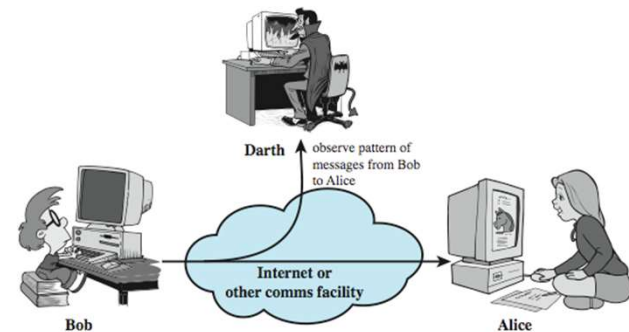 Darth
observe pattern of
messages from Bob
to Alice
Internet or
other comms facility
Bob
Alice